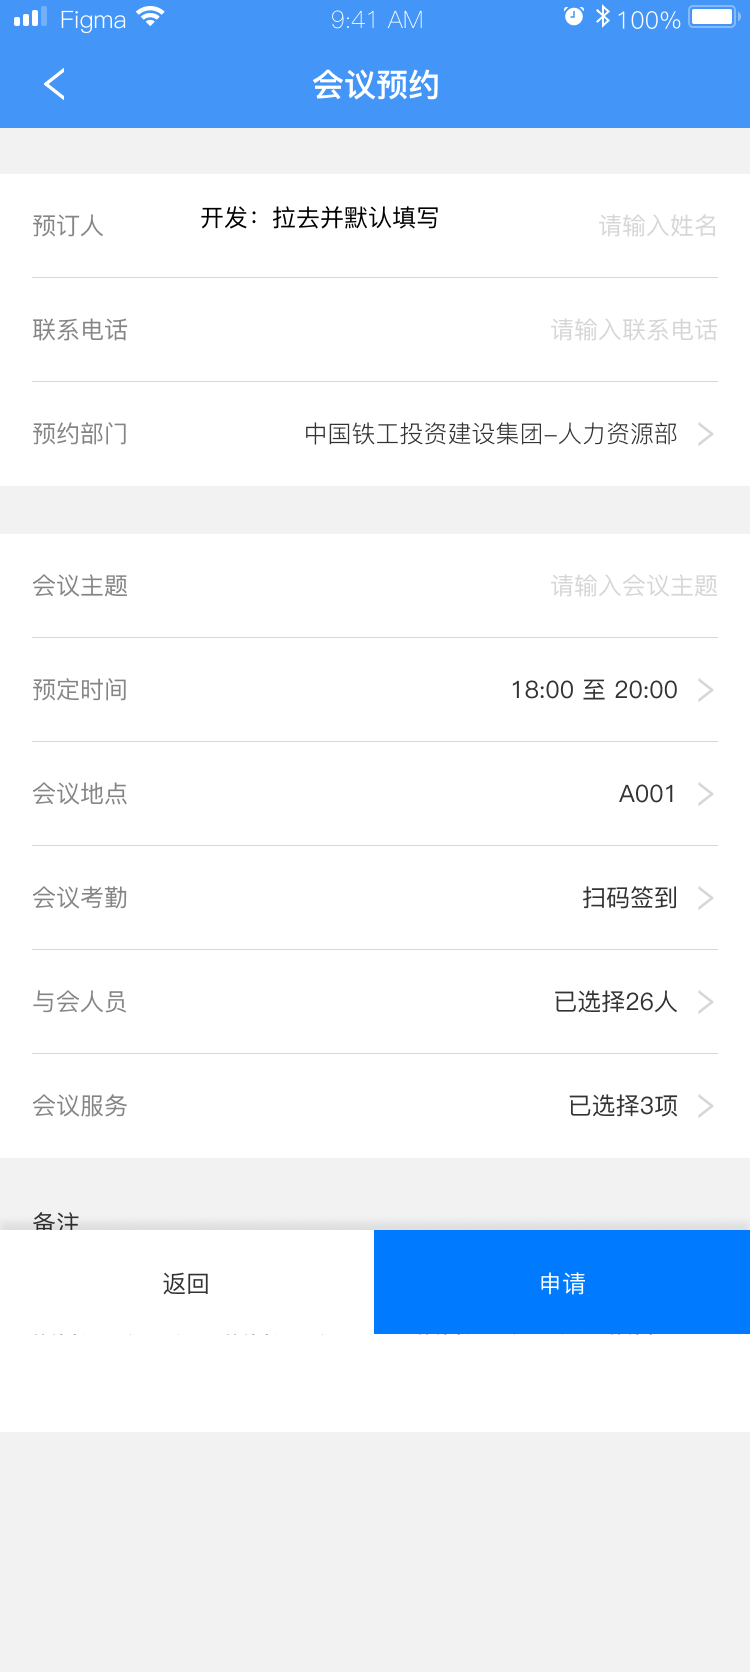 Figma 9:41 AM 100%
会议预约
预订人 开发：拉去并默认填写 请输入姓名
联系电话 请输入联系电话
预约部门 中国铁工投资建设集团-人力资源部
会议主题 请输入会议主题
预定时间 18:00 至 20:00
会议地点 A001
会议考勤 扫码签到
与会人员 已选择26人
会议服务 已选择3项
备注
返回 申请